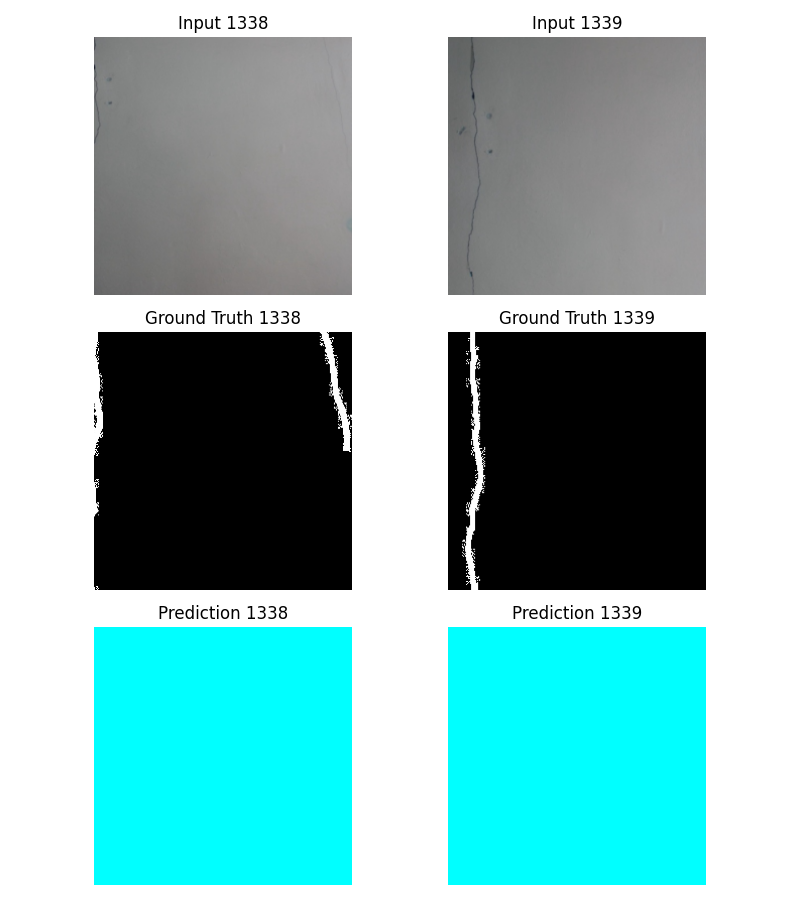 Input 1338
Input 1339
Ground Truth 1338
Ground Truth 1339
Prediction 1338
Prediction 1339